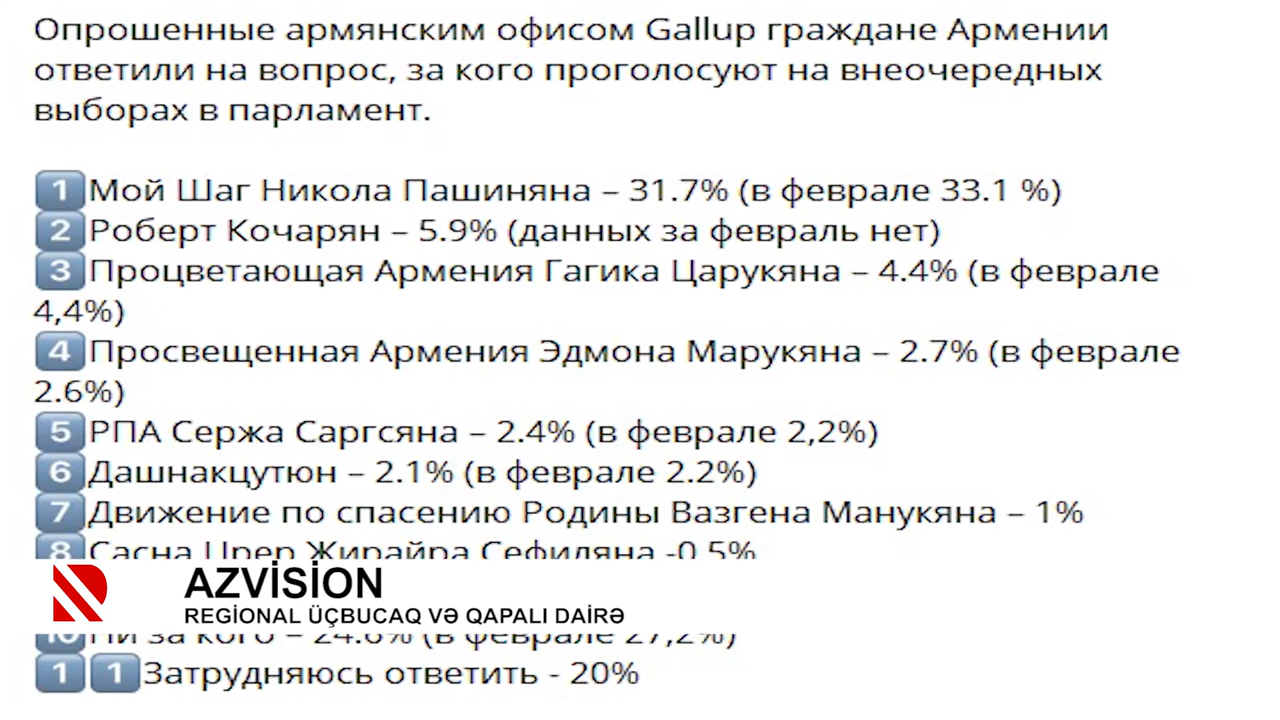 Опрошенные армянским офисом Gallup граждане Армении
ответили на вопрос, за кого проголосуют на внеочередных
выборах в парламент.
1 Мой Шаг Никола Пашиняна – 31.7% (в феврале 33.1 %)
2 Роберт Кочарян – 5.9% (данных за февраль нет)
3 Процветающая Армения Гагика Царукяна – 4.4% (в феврале
4,4%)
4 Просвещенная Армения Эдмона Марукяна – 2.7% (в феврале
2.6%)
5 РПА Сержа Саргсяна – 2.4% (в феврале 2,2%)
6 Дашнакцутюн – 2.1% (в феврале 2.2%)
7 Движение по спасению Родины Вазгена Манукяна – 1%
8 Сасна Црер Жирайра Сефиляна -0.5%
AZVİSİON
REGİONAL ÜÇBUCAQ VƏ QAPALI DAİRƏ
10 Ни за кого – 24.6% (в феврале 27,2%)
1 1 Затрудняюсь ответить - 20%